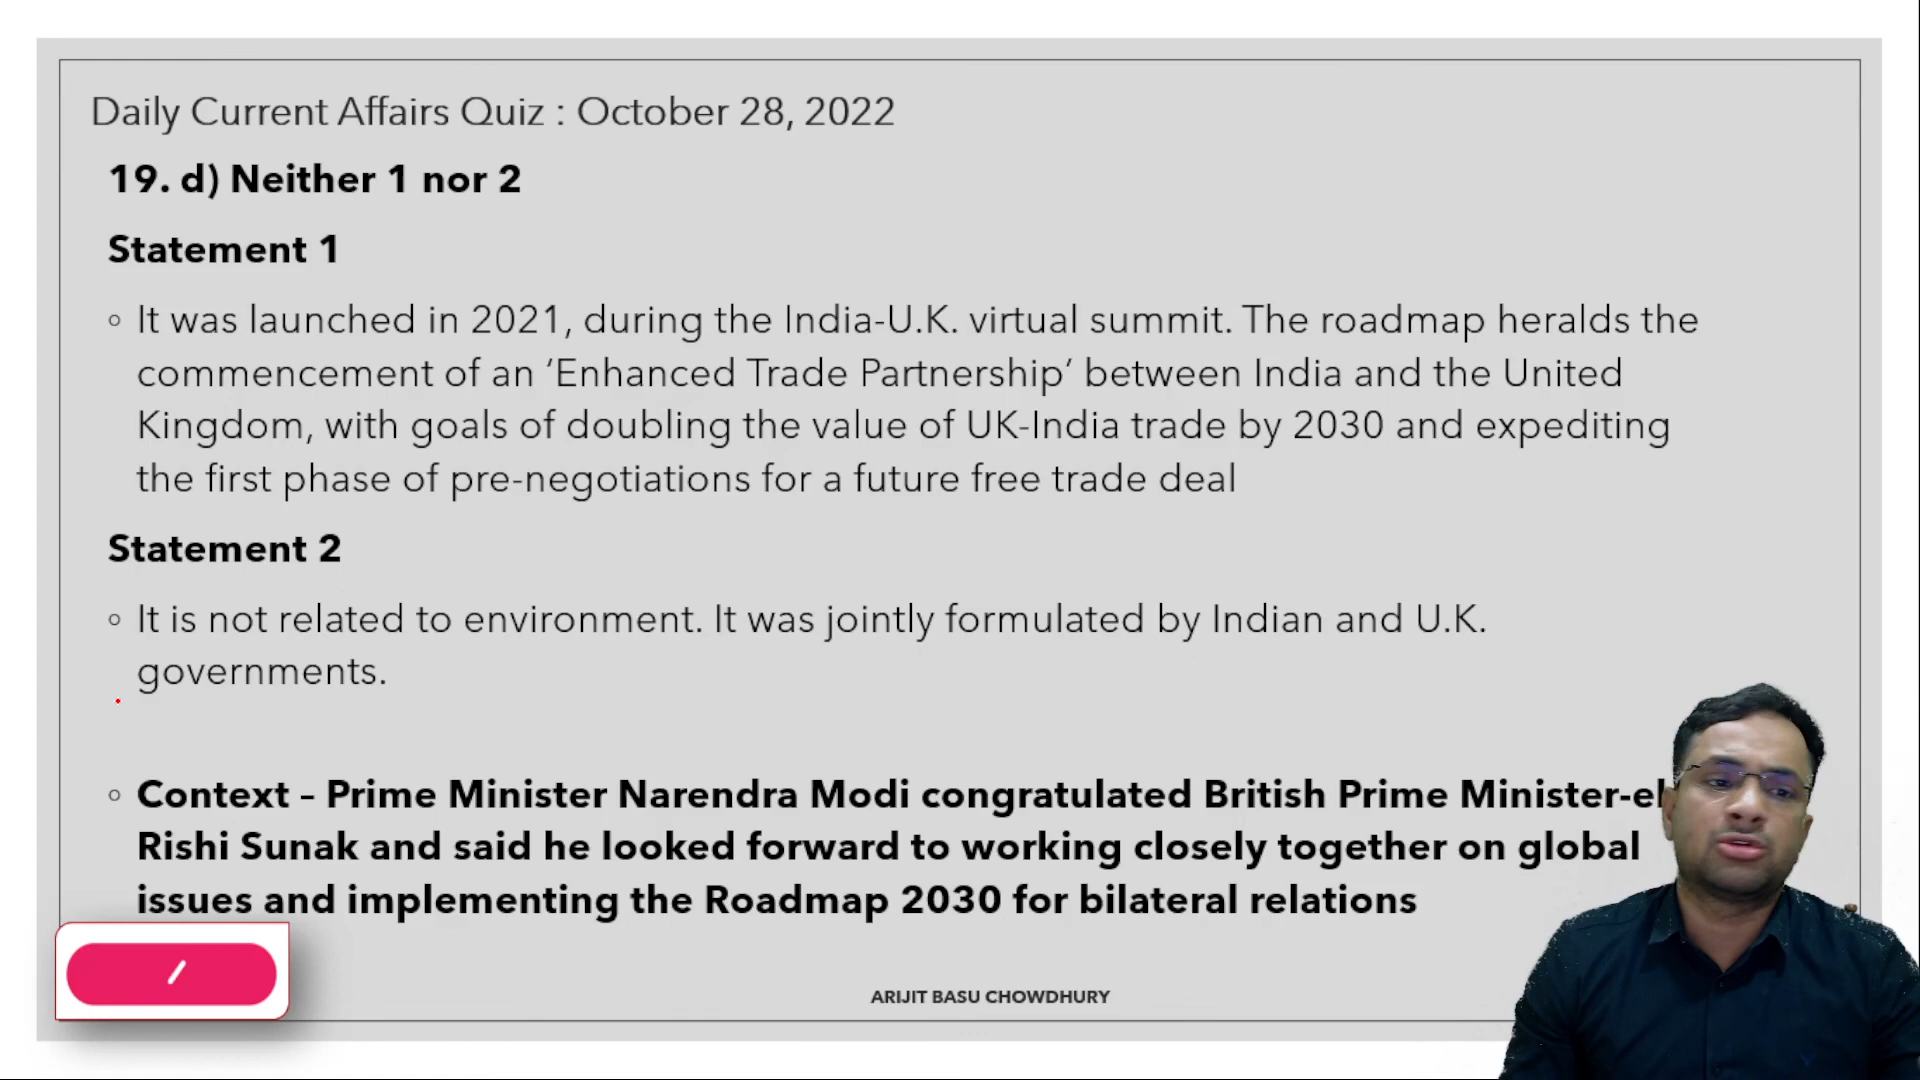 Daily Current Affairs Quiz : October 28, 2022
19. d) Neither 1 nor 2
Statement 1
It was launched in 2021, during the India-U.K. virtual summit. The roadmap heralds the
commencement of an ‘Enhanced Trade Partnership’ between India and the United
Kingdom, with goals of doubling the value of UK-India trade by 2030 and expediting
the first phase of pre-negotiations for a future free trade deal
Statement 2
It is not related to environment. It was jointly formulated by Indian and U.K.
governments.
Context – Prime Minister Narendra Modi congratulated British Prime Minister-el
Rishi Sunak and said he looked forward to working closely together on global
issues and implementing the Roadmap 2030 for bilateral relations
ARIJIT BASU CHOWDHURY